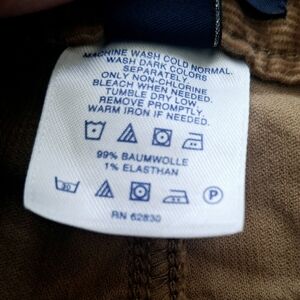 MACHINE WASH COLD NORMAL.
WASH DARK COLORS
SEPARATELY.
ONLY NON-CHLORINE
BLEACH WHEN NEEDED.
TUMBLE DRY LOW.
REMOVE PROMPTLY.
WARM IRON IF NEEDED.
99% BAUMWOLLE
1% ELASTHAN
30 P
RN 62830